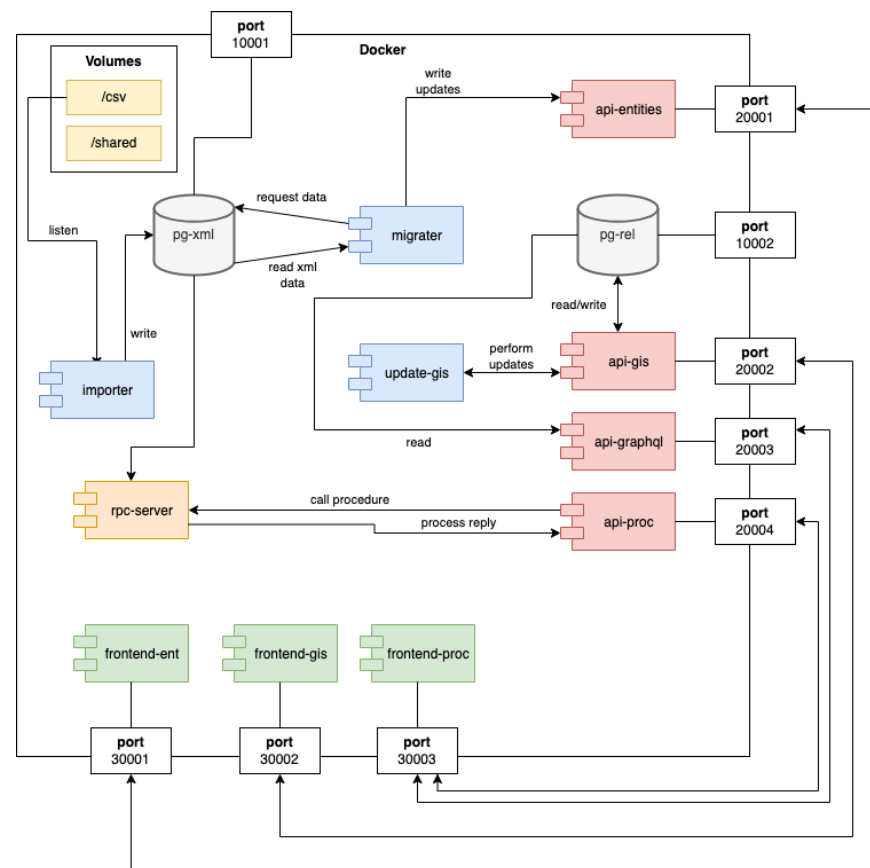 port
10001
Docker
Volumes
/csv
/shared
write
updates
api-entities
port
20001
request data
pg-xml
migrater
pg-rel
port
10002
listen
read xml
data
read/write
write
importer
update-gis
perform
updates
api-gis
port
20002
read
api-graphql
port
20003
rpc-server
call procedure
process reply
api-proc
port
20004
frontend-ent
frontend-gis
frontend-proc
port
30001
port
30002
port
30003